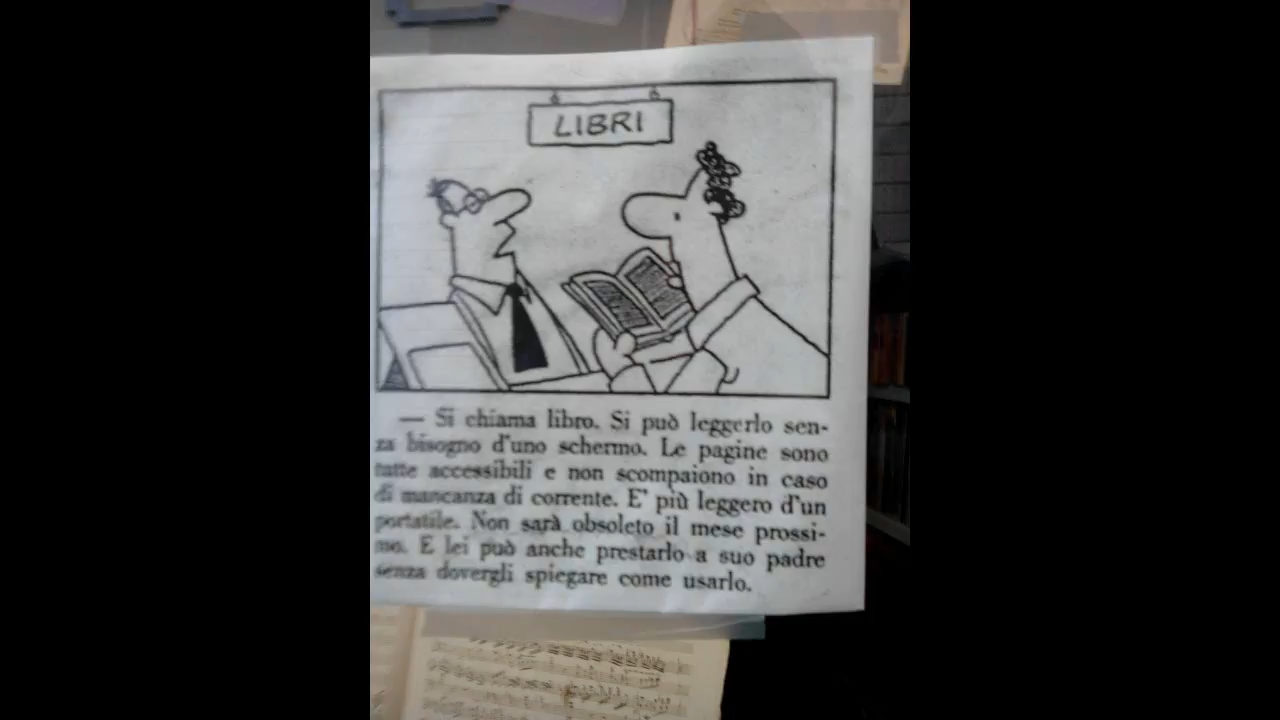 LIBRI
— Si chiama libro. Si può leggerlo sen-
za bisogno d'uno schermo. Le pagine sono
tutte accessibili e non scompaiono in caso
di mancanza di corrente. E' più leggero d'un
portatile. Non sarà obsoleto il mese prossi-
mo. E lei può anche prestarlo a suo padre
senza dovergli spiegare come usarlo.